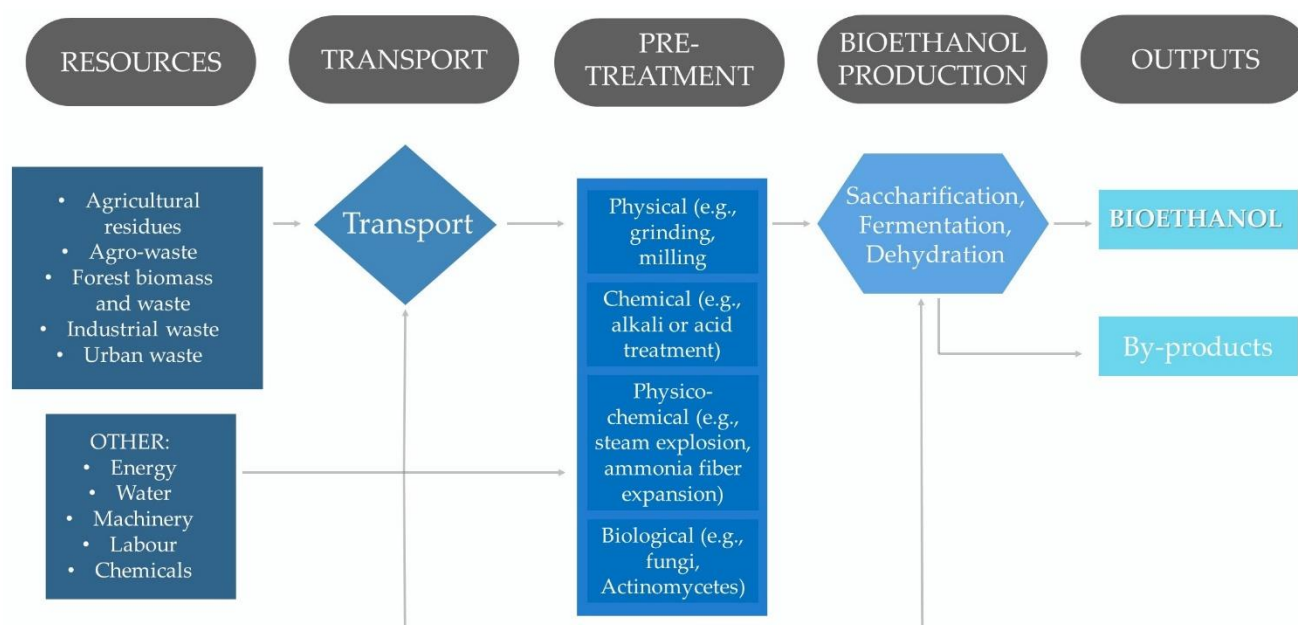 RESOURCES
TRANSPORT
PRE-
TREATMENT
BIOETHANOL
PRODUCTION
OUTPUTS
• Agricultural
residues
• Agro-waste
• Forest biomass
and waste
• Industrial waste
• Urban waste
OTHER:
• Energy
• Water
• Machinery
• Labour
• Chemicals
Transport
Physical (e.g.,
grinding,
milling
Chemical (e.g.,
alkali or acid
treatment)
Physico-
chemical (e.g.,
steam explosion,
ammonia fiber
expansion)
Biological (e.g.,
fungi,
Actinomycetes)
Saccharification,
Fermentation,
Dehydration
BIOETHANOL
By-products